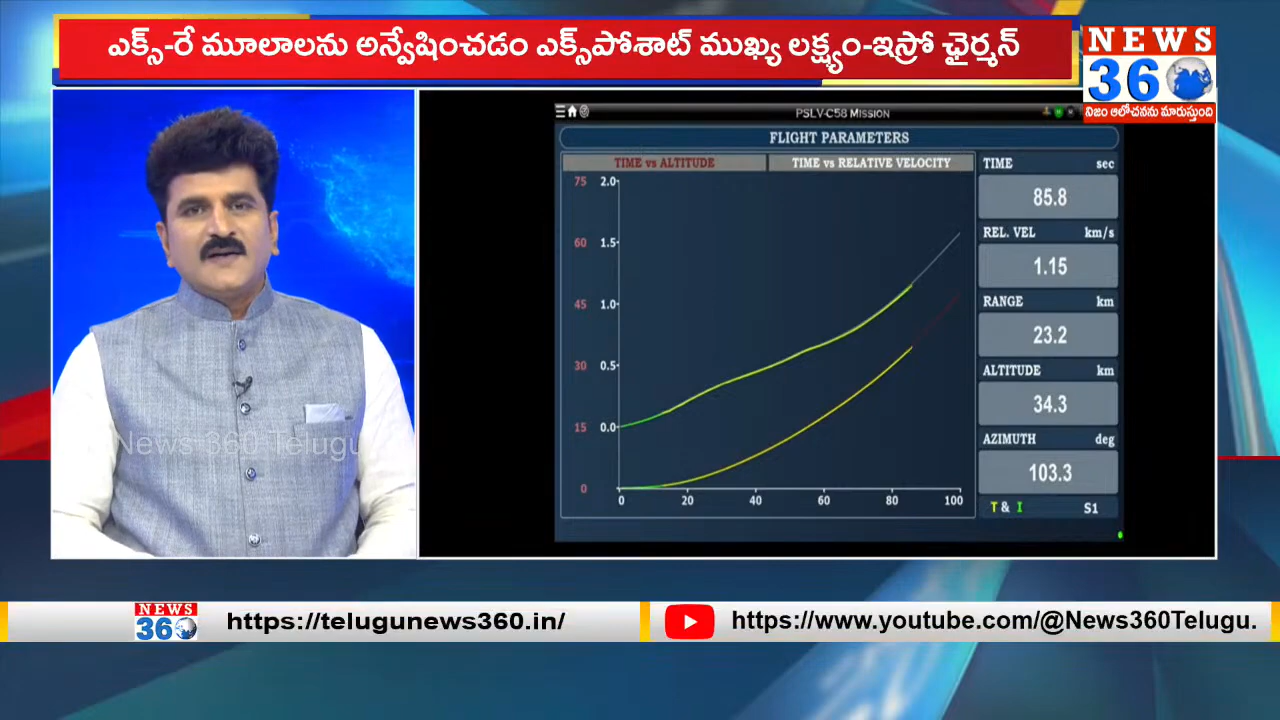 ఎక్స్-రే మూలాలను అన్వేషించడం ఎక్స్‌పోశాట్ ముఖ్య లక్ష్యం-ఇస్రో ఛైర్మన్
NEWS
360
నిజం ఆలోచనను మారుస్తుంది
PSLV-C58 MISSION
FLIGHT PARAMETERS
TIME vs ALTITUDE
TIME vs RELATIVE VELOCITY
75 2.0
60 1.5
45 1.0
30 0.5
15 0.0
0
0 20 40 60 80 100
TIME sec
85.8
REL. VEL km/s
1.15
RANGE km
23.2
ALTITUDE km
34.3
AZIMUTH deg
103.3
T & I S1
News 360 Telugu
NEWS
360
https://telugunews360.in/
https://www.youtube.com/@News360Telugu.